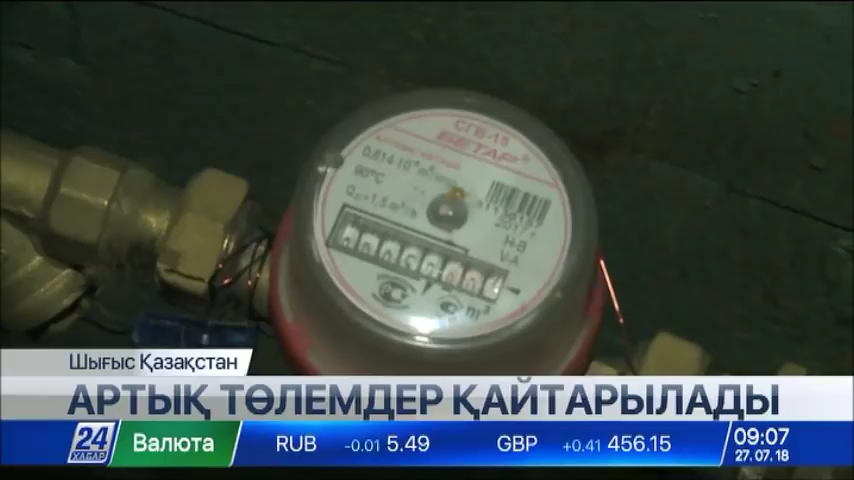 СГВ-15
БЕТАР
90°C
H-B
V-A
m³
Шығыс Қазақстан
АРТЫҚ ТӨЛЕМДЕР ҚАЙТАРЫЛАДЫ
24 ХАБАР Валюта RUB -0.01 5.49 GBP +0.41 456.15 09:07 27.07.18